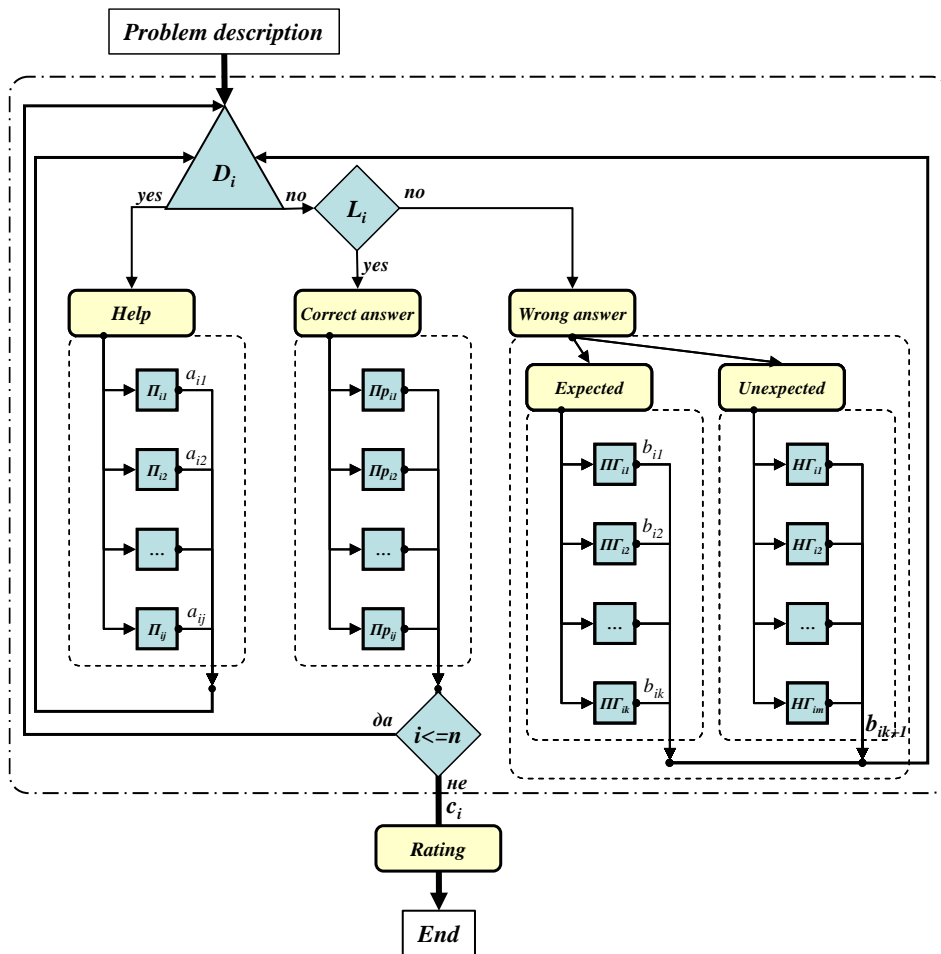 Problem description
D_i
yes
no
L_i
no
yes
Help
Correct answer
Wrong answer
Expected
Unexpected
П_i1
a_i1
П_i2
a_i2
...
П_ij
a_ij
Пр_i1
Пр_i2
...
Пр_ij
ПГ_i1
b_i1
ПГ_i2
b_i2
...
ПГ_ik
b_ik
НГ_i1
НГ_i2
...
НГ_im
b_ik+1
да
i<=n
не
c_i
Rating
End